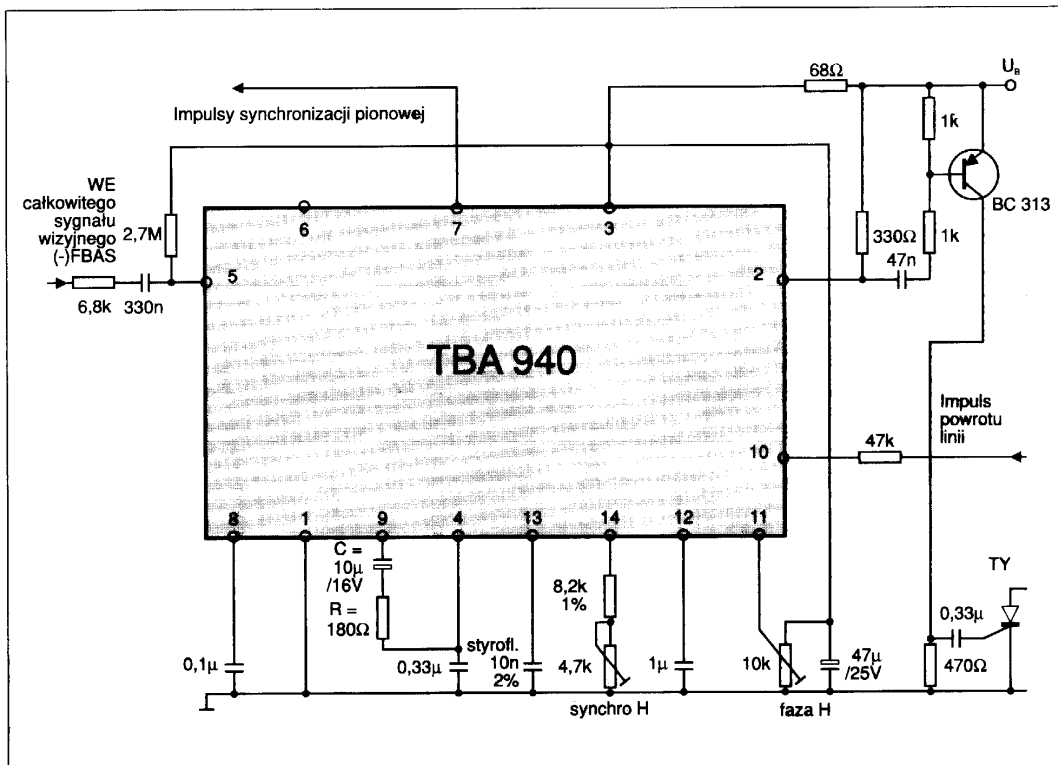 68Ω
U_B
Impulsy synchronizacji pionowej
1k
WE
całkowitego
sygnału
wizyjnego
(-)FBAS
2,7M
6
7
3
BC 313
330Ω
1k
47n
5
2
6,8k
330n
TBA 940
Impuls
powrotu
linii
10
47k
8
1
9
4
13
14
12
11
C =
10µ
/16V
R =
180Ω
8,2k
1%
TY
0,33µ
styrofl.
0,1µ
0,33µ
10n
2%
4,7k
1µ
10k
47µ
/25V
470Ω
synchro H
faza H